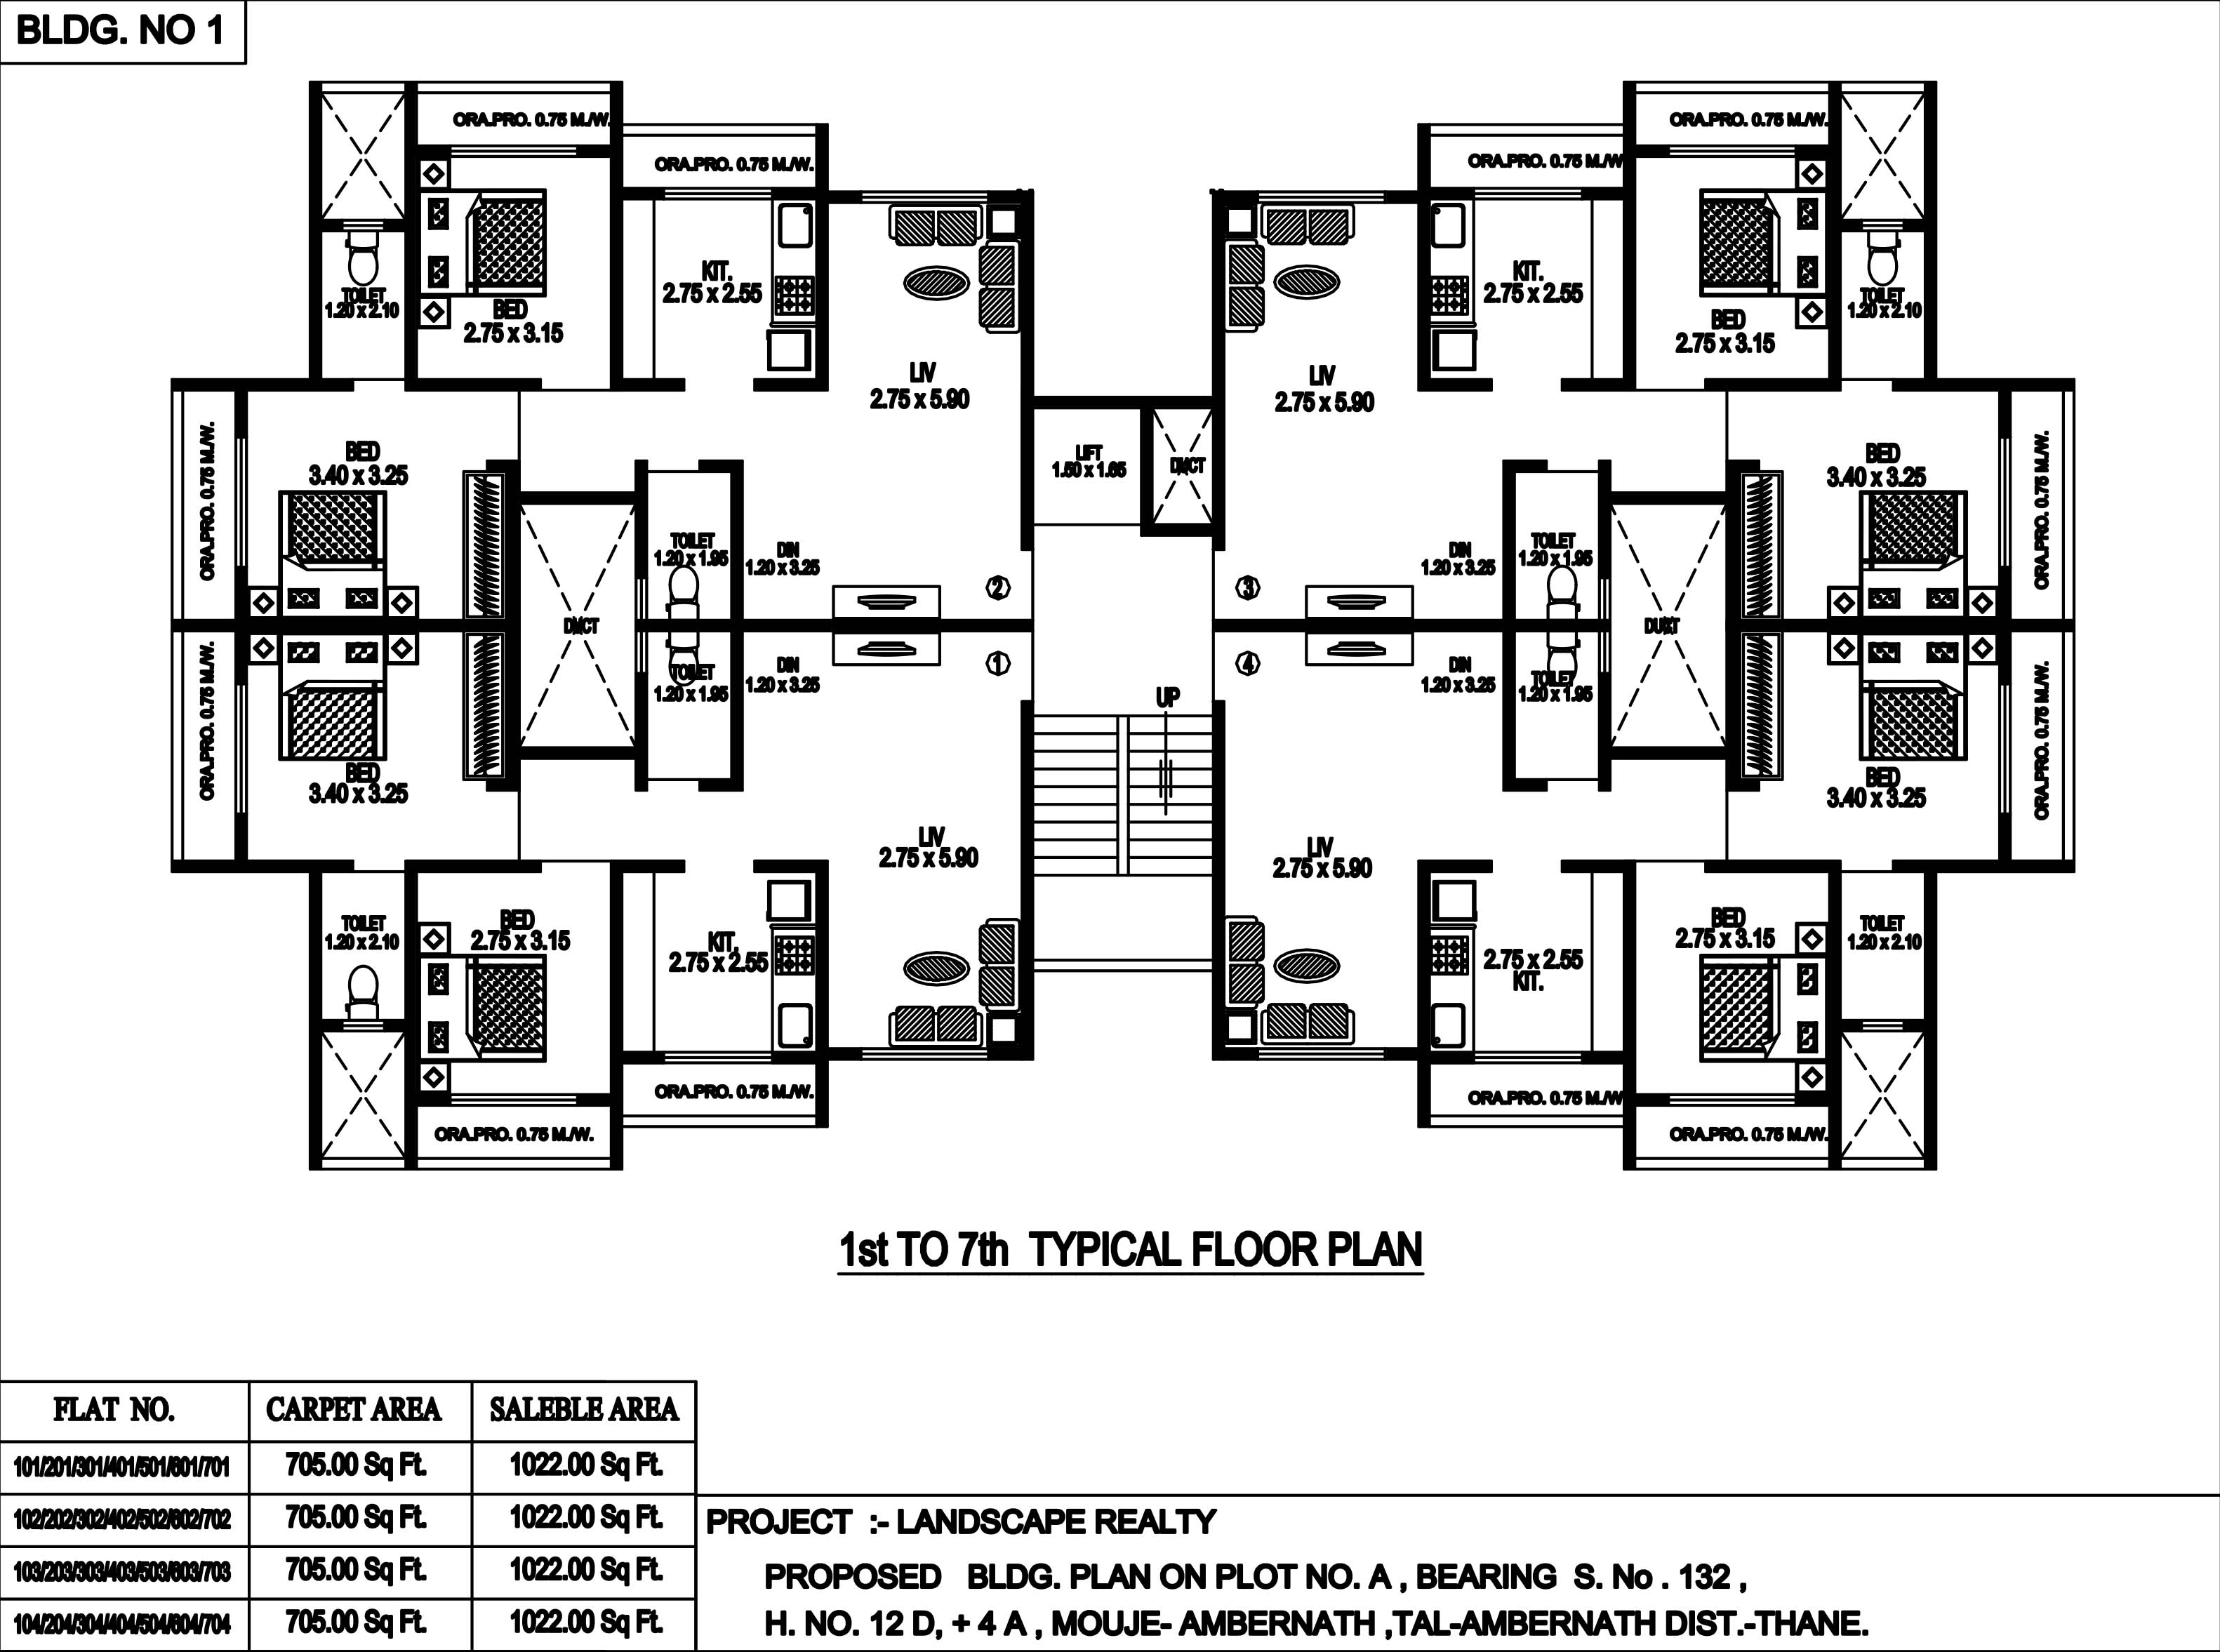 BLDG. NO 1
ORA.PRO. 0.75 M./W.
ORA.PRO. 0.75 M./W.
ORA.PRO. 0.75 M./W.
ORA.PRO. 0.75 M./W.
TOILET
1.20 x 2.10
BED
2.75 x 3.15
KIT.
2.75 x 2.55
LIV
2.75 x 5.90
LIV
2.75 x 5.90
KIT.
2.75 x 2.55
BED
2.75 x 3.15
TOILET
1.20 x 2.10
ORA.PRO. 0.75 M./W.
BED
3.40 x 3.25
TOILET
1.20 x 1.95
DIN
1.20 x 3.25
2
LIFT
1.50 x 1.65
DUCT
3
DIN
1.20 x 3.25
TOILET
1.20 x 1.95
BED
3.40 x 3.25
ORA.PRO. 0.75 M./W.
DUCT
DUCT
ORA.PRO. 0.75 M./W.
BED
3.40 x 3.25
TOILET
1.20 x 1.95
DIN
1.20 x 3.25
1
UP
4
DIN
1.20 x 3.25
TOILET
1.20 x 1.95
BED
3.40 x 3.25
ORA.PRO. 0.75 M./W.
TOILET
1.20 x 2.10
BED
2.75 x 3.15
KIT.
2.75 x 2.55
LIV
2.75 x 5.90
LIV
2.75 x 5.90
2.75 x 2.55
KIT.
BED
2.75 x 3.15
TOILET
1.20 x 2.10
ORA.PRO. 0.75 M./W.
ORA.PRO. 0.75 M./W.
ORA.PRO. 0.75 M./W
ORA.PRO. 0.75 M./W.
1st TO 7th TYPICAL FLOOR PLAN
FLAT NO. CARPET AREA SALEBLE AREA
101/201/301/401/501/601/701 705.00 Sq Ft. 1022.00 Sq Ft.
102/202/302/402/502/602/702 705.00 Sq Ft. 1022.00 Sq Ft.
103/203/303/403/503/603/703 705.00 Sq Ft. 1022.00 Sq Ft.
104/204/304/404/504/604/704 705.00 Sq Ft. 1022.00 Sq Ft.
PROJECT :- LANDSCAPE REALTY
PROPOSED BLDG. PLAN ON PLOT NO. A , BEARING S. No . 132 ,
H. NO. 12 D, + 4 A , MOUJE- AMBERNATH ,TAL-AMBERNATH DIST.-THANE.